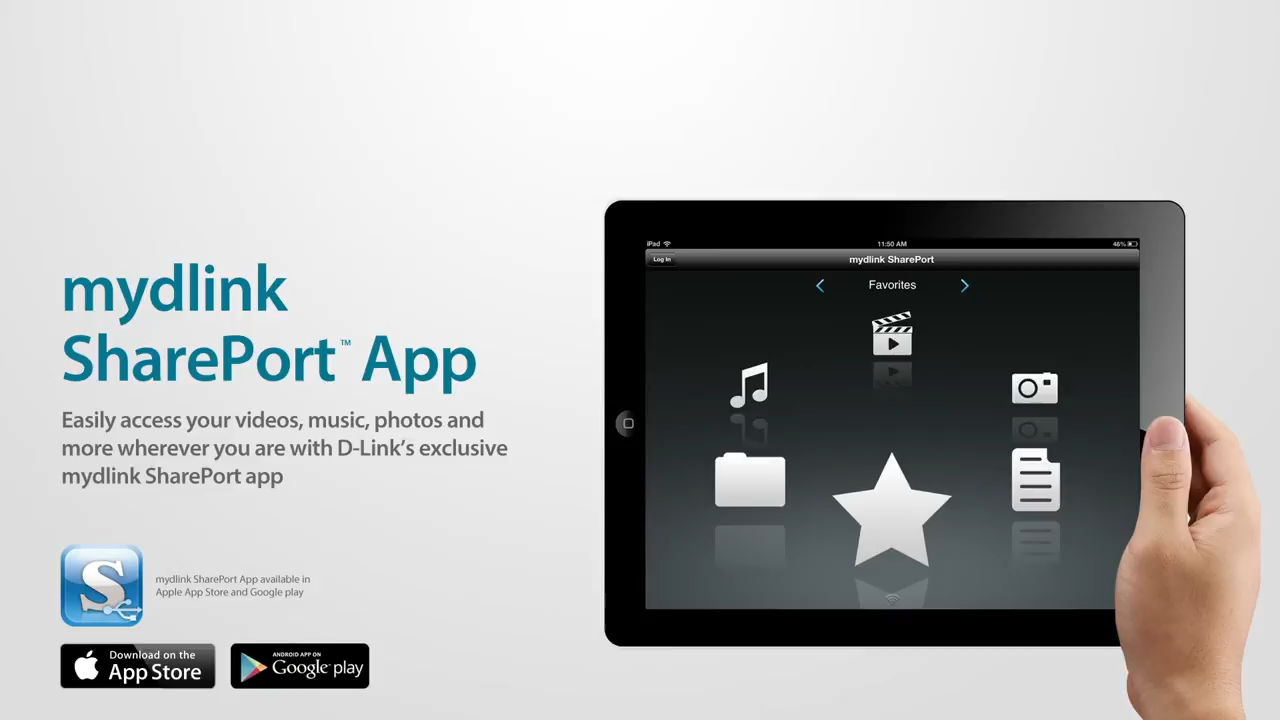 mydlink
SharePort™ App
Easily access your videos, music, photos and
more wherever you are with D-Link's exclusive
mydlink SharePort app
S
mydlink SharePort App available in
Apple App Store and Google play
Download on the
App Store
ANDROID APP ON
Google play
iPad
11:50 AM
46%
Log In
mydlink SharePort
Favorites